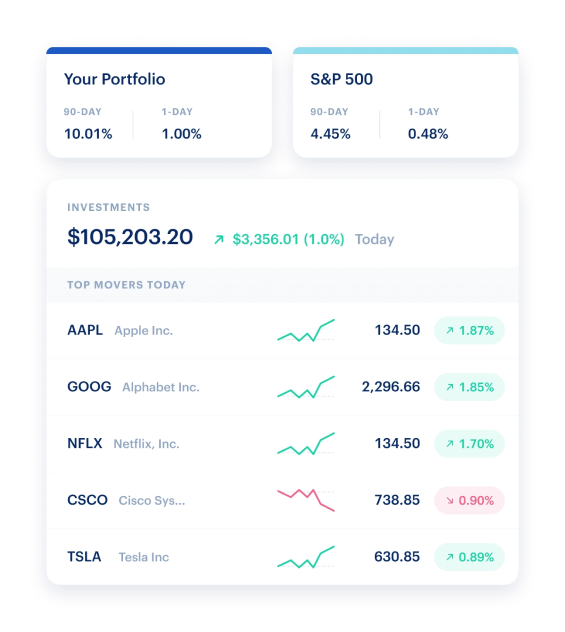 Your Portfolio
90-DAY 1-DAY
10.01% 1.00%
S&P 500
90-DAY 1-DAY
4.45% 0.48%
INVESTMENTS
$105,203.20 ↗ $3,356.01 (1.0%) Today
TOP MOVERS TODAY
AAPL Apple Inc. 134.50 ↗ 1.87%
GOOG Alphabet Inc. 2,296.66 ↗ 1.85%
NFLX Netflix, Inc. 134.50 ↗ 1.70%
CSCO Cisco Sys... 738.85 ↘ 0.90%
TSLA Tesla Inc 630.85 ↗ 0.89%